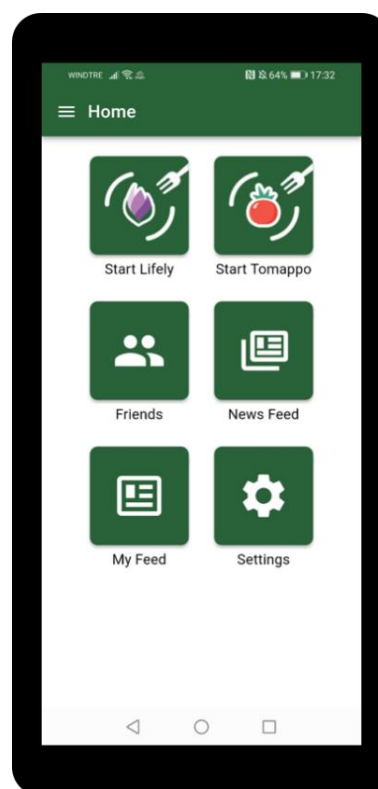 WINDTRE 64% 17:32
Home
Start Lifely Start Tomappo
Friends News Feed
My Feed Settings